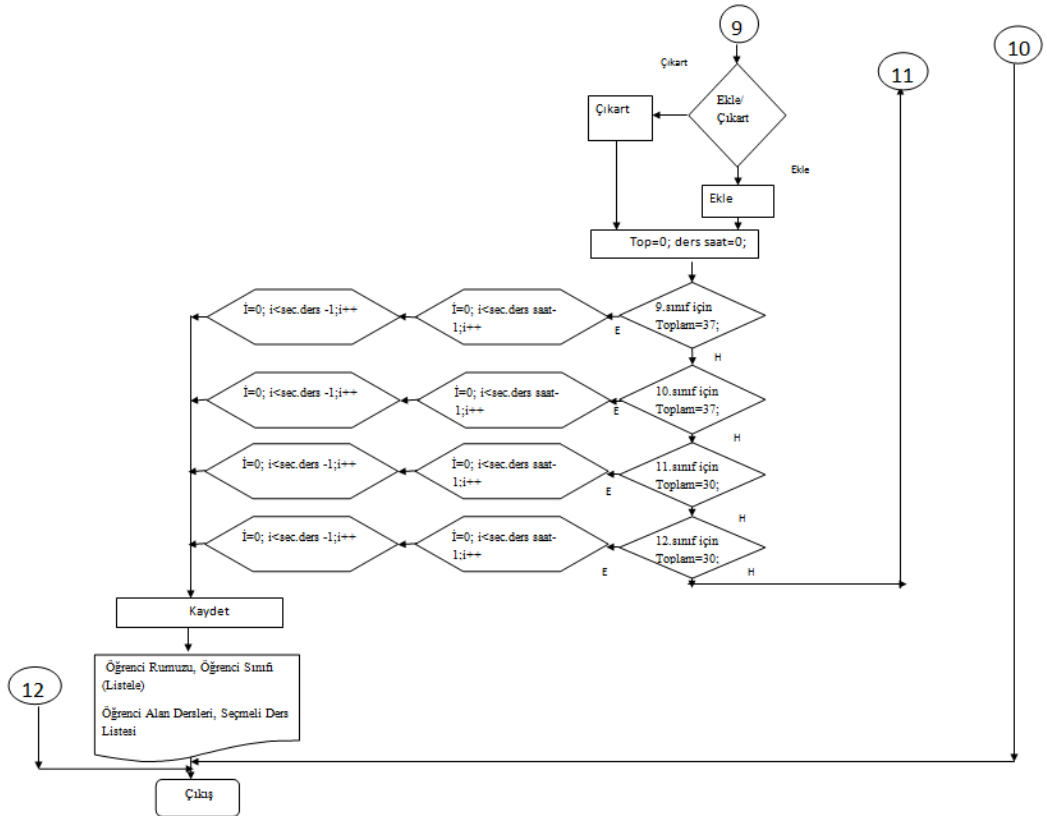 9
10
11
Çıkart
Ekle/
Çıkart
Çıkart
Ekle
Ekle
Top=0; ders saat=0;
İ=0; i<sec.ders -1;i++
İ=0; i<sec.ders saat-
1;i++
9.sınıf için
Toplam=37;
E
H
İ=0; i<sec.ders -1;i++
İ=0; i<sec.ders saat-
1;i++
10.sınıf için
Toplam=37;
E
H
İ=0; i<sec.ders -1;i++
İ=0; i<sec.ders saat-
1;i++
11.sınıf için
Toplam=30;
E
H
İ=0; i<sec.ders -1;i++
İ=0; i<sec.ders saat-
1;i++
12.sınıf için
Toplam=30;
E
H
Kaydet
Öğrenci Rumuzu, Öğrenci Sınıfı
(Listele)
Öğrenci Alan Dersleri, Seçmeli Ders
Listesi
12
Çıkış